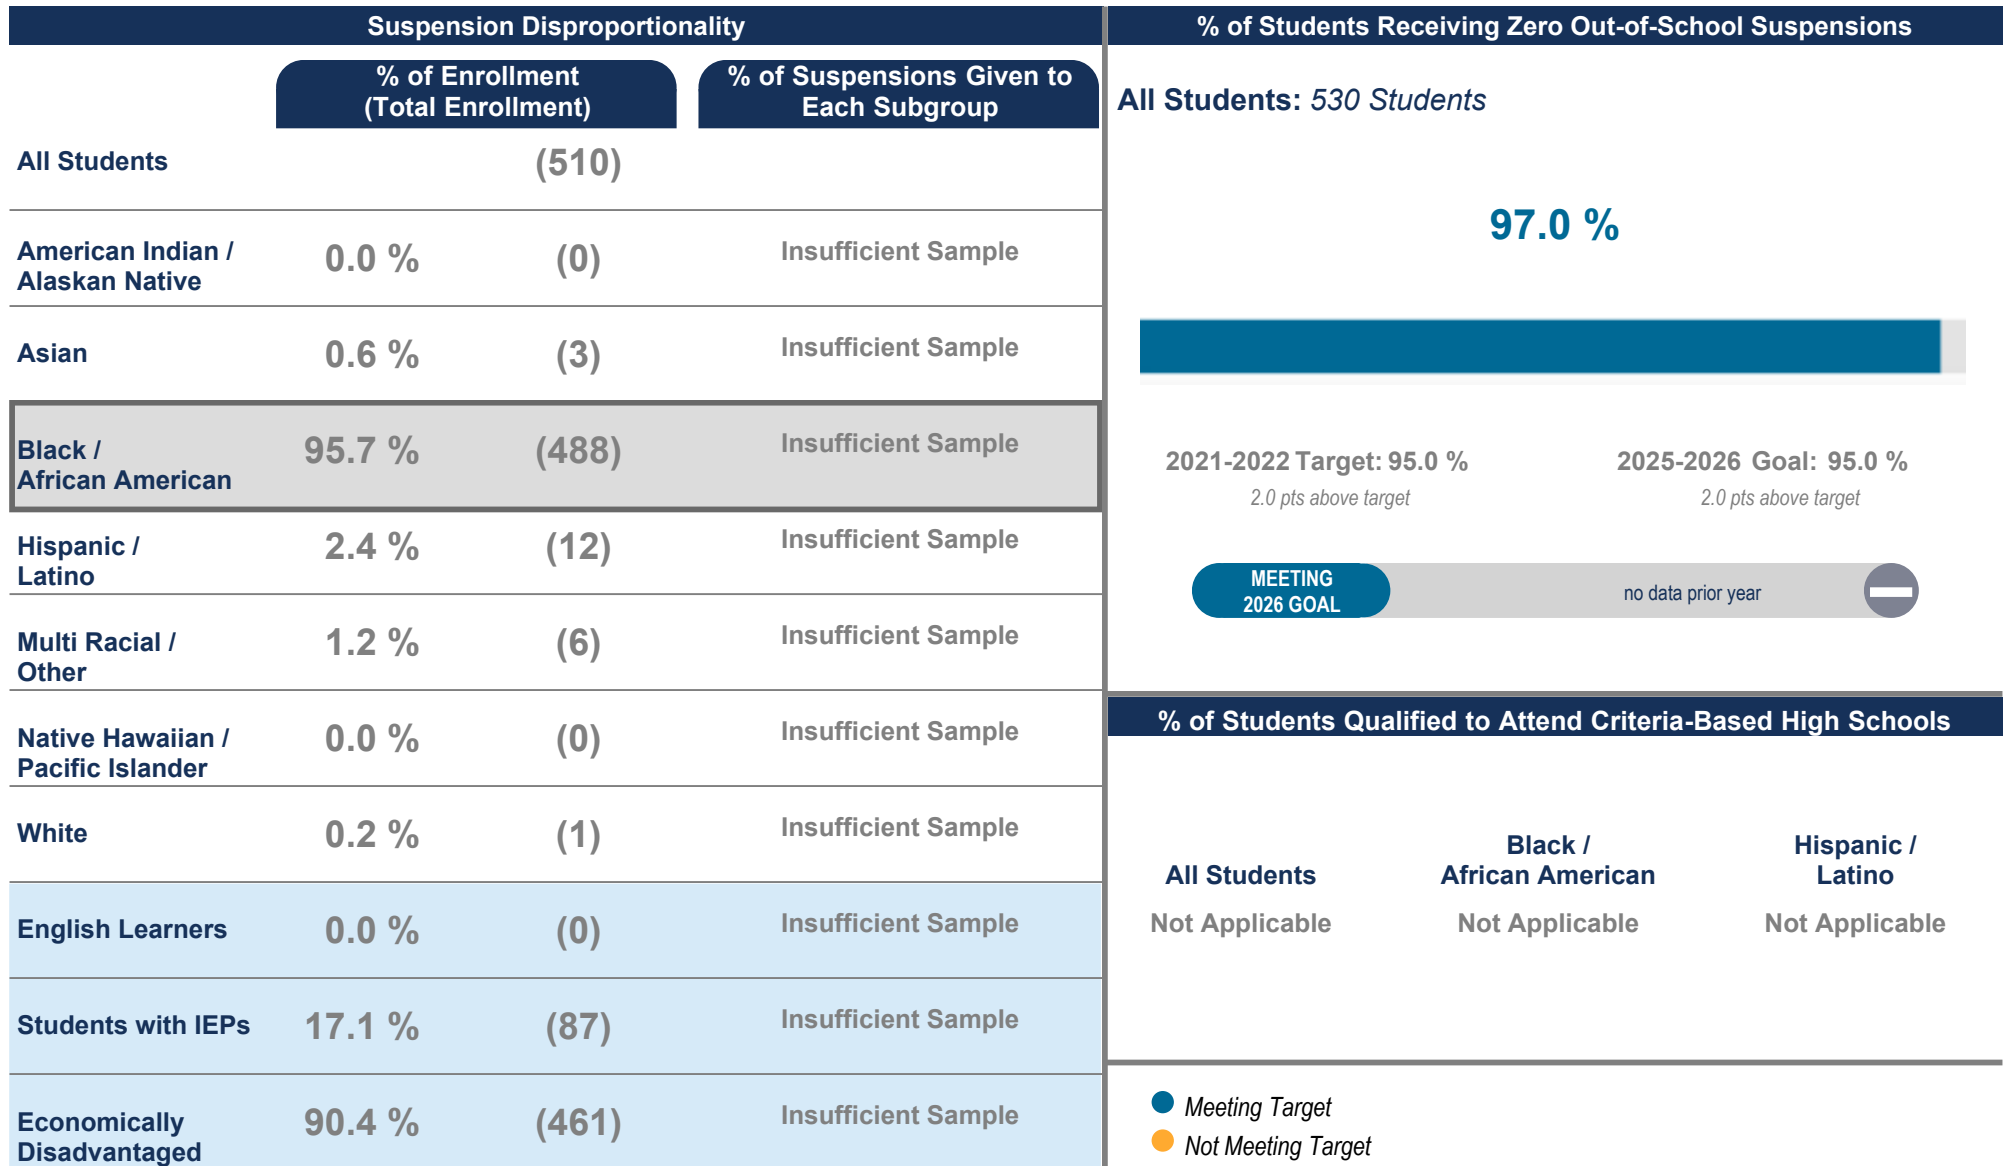 Suspension Disproportionality
% of Enrollment
(Total Enrollment)
% of Suspensions Given to
Each Subgroup
All Students (510)
American Indian /
Alaskan Native
0.0 % (0) Insufficient Sample
Asian 0.6 % (3) Insufficient Sample
Black /
African American
95.7 % (488) Insufficient Sample
Hispanic /
Latino
2.4 % (12) Insufficient Sample
Multi Racial /
Other
1.2 % (6) Insufficient Sample
Native Hawaiian /
Pacific Islander
0.0 % (0) Insufficient Sample
White 0.2 % (1) Insufficient Sample
English Learners 0.0 % (0) Insufficient Sample
Students with IEPs 17.1 % (87) Insufficient Sample
Economically
Disadvantaged
90.4 % (461) Insufficient Sample
% of Students Receiving Zero Out-of-School Suspensions
All Students: 530 Students
97.0 %
2021-2022 Target: 95.0 %
2.0 pts above target
2025-2026 Goal: 95.0 %
2.0 pts above target
MEETING
2026 GOAL
no data prior year
% of Students Qualified to Attend Criteria-Based High Schools
All Students
Not Applicable
Black /
African American
Not Applicable
Hispanic /
Latino
Not Applicable
Meeting Target
Not Meeting Target